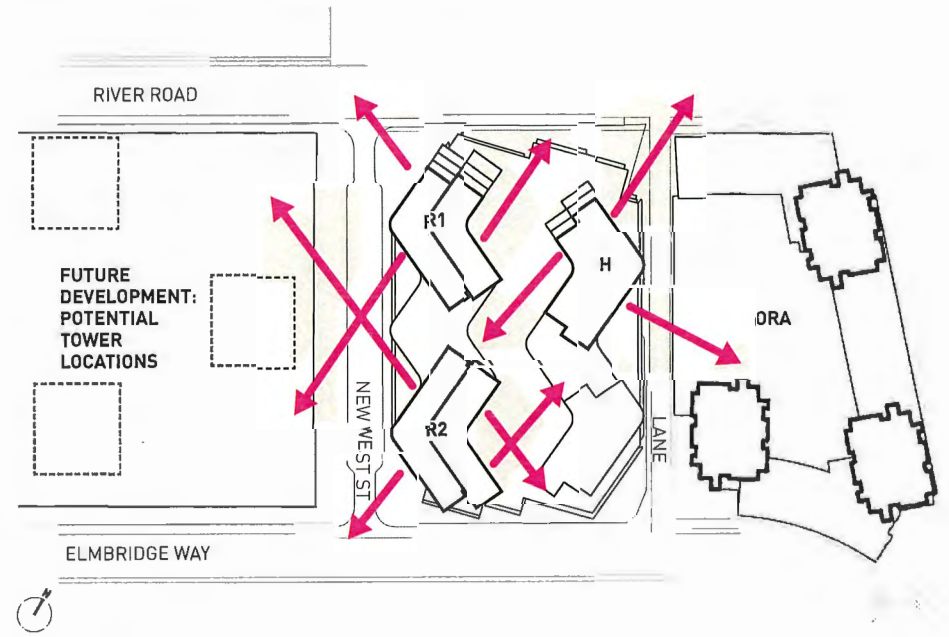 RIVER ROAD
R1
H
FUTURE
DEVELOPMENT:
POTENTIAL
TOWER
LOCATIONS
ORA
NEW WEST ST
R2
LANE
ELMBRIDGE WAY
N